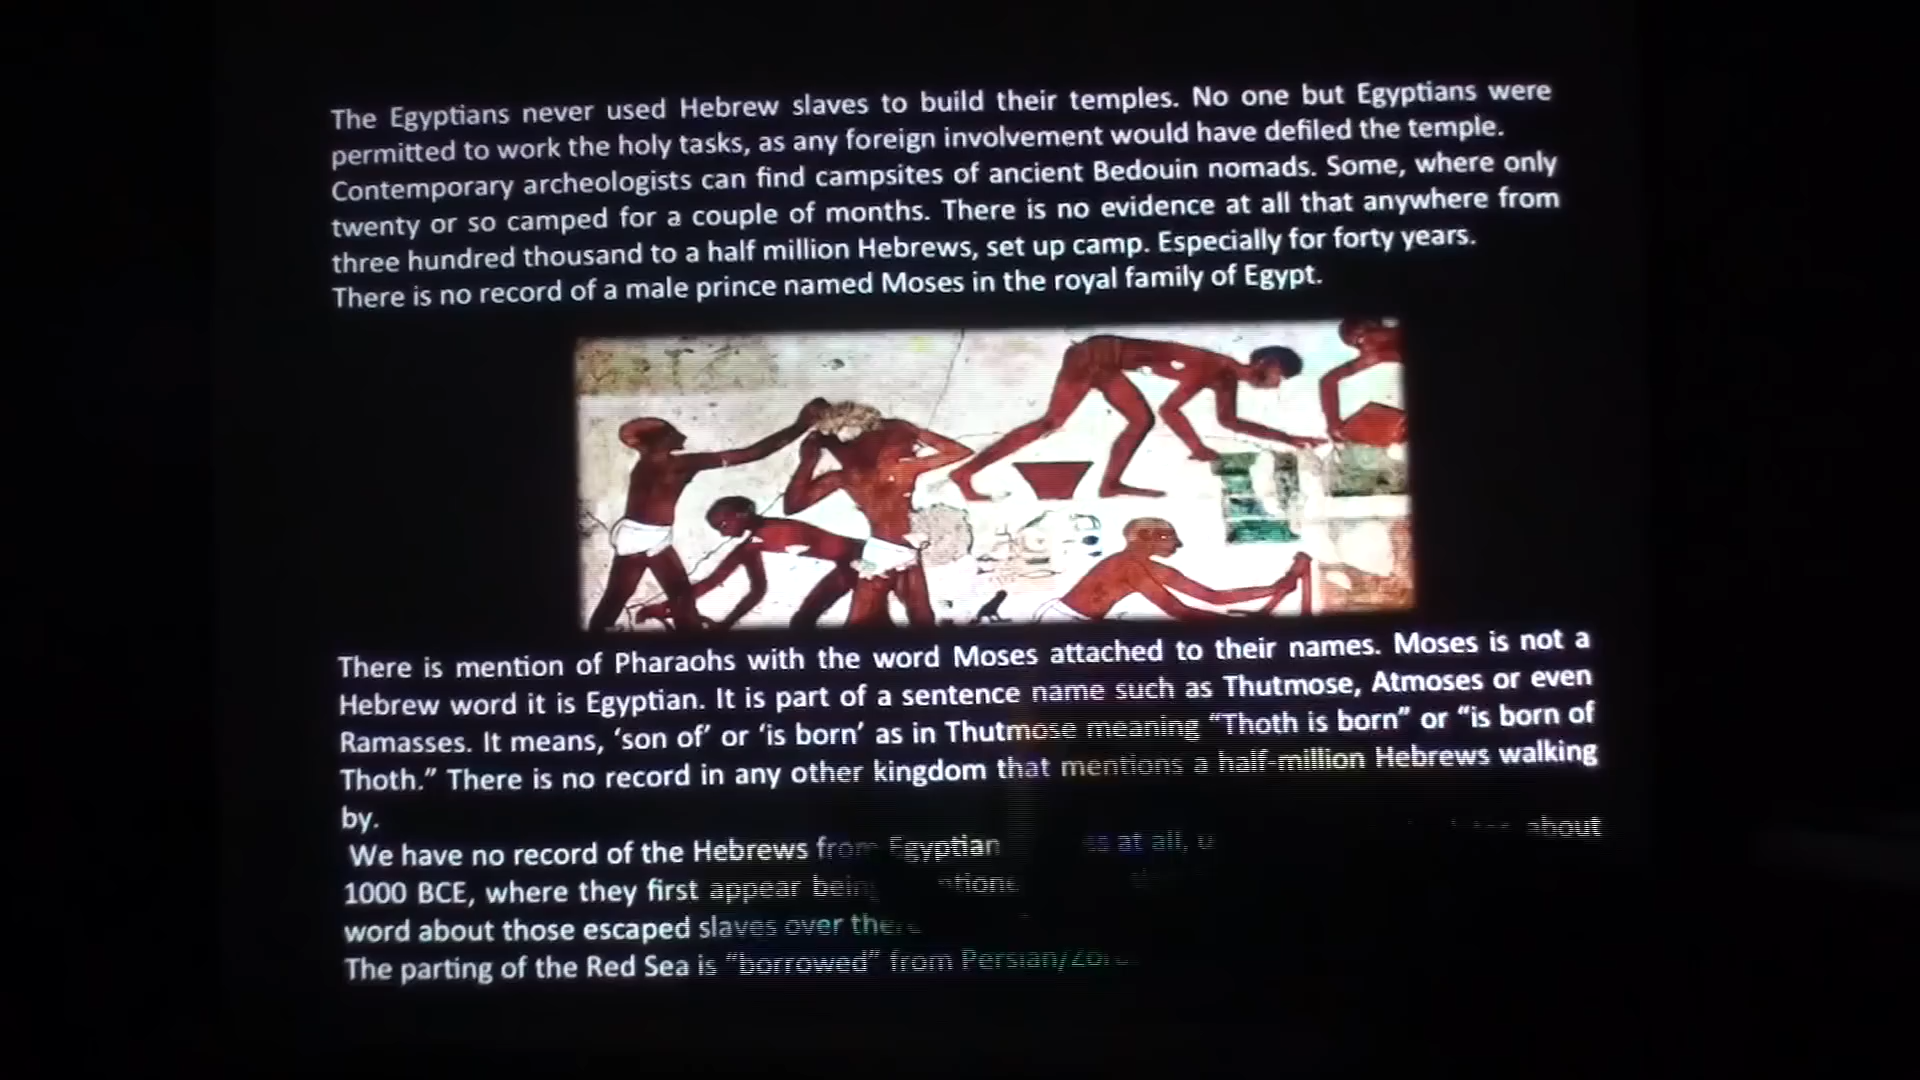 The Egyptians never used Hebrew slaves to build their temples. No one but Egyptians were
permitted to work the holy tasks, as any foreign involvement would have defiled the temple.
Contemporary archeologists can find campsites of ancient Bedouin nomads. Some, where only
twenty or so camped for a couple of months. There is no evidence at all that anywhere from
three hundred thousand to a half million Hebrews, set up camp. Especially for forty years.
There is no record of a male prince named Moses in the royal family of Egypt.
There is mention of Pharaohs with the word Moses attached to their names. Moses is not a
Hebrew word it is Egyptian. It is part of a sentence name such as Thutmose, Atmoses or even
Ramasses. It means, ‘son of’ or ‘is born’ as in Thutmose meaning “Thoth is born” or “is born of
Thoth.” There is no record in any other kingdom that mentions a half-million Hebrews walking
by.
We have no record of the Hebrews from Egyptian at all, about
1000 BCE, where they first appear
word about those escaped slaves over
The parting of the Red Sea is “borrowed” from